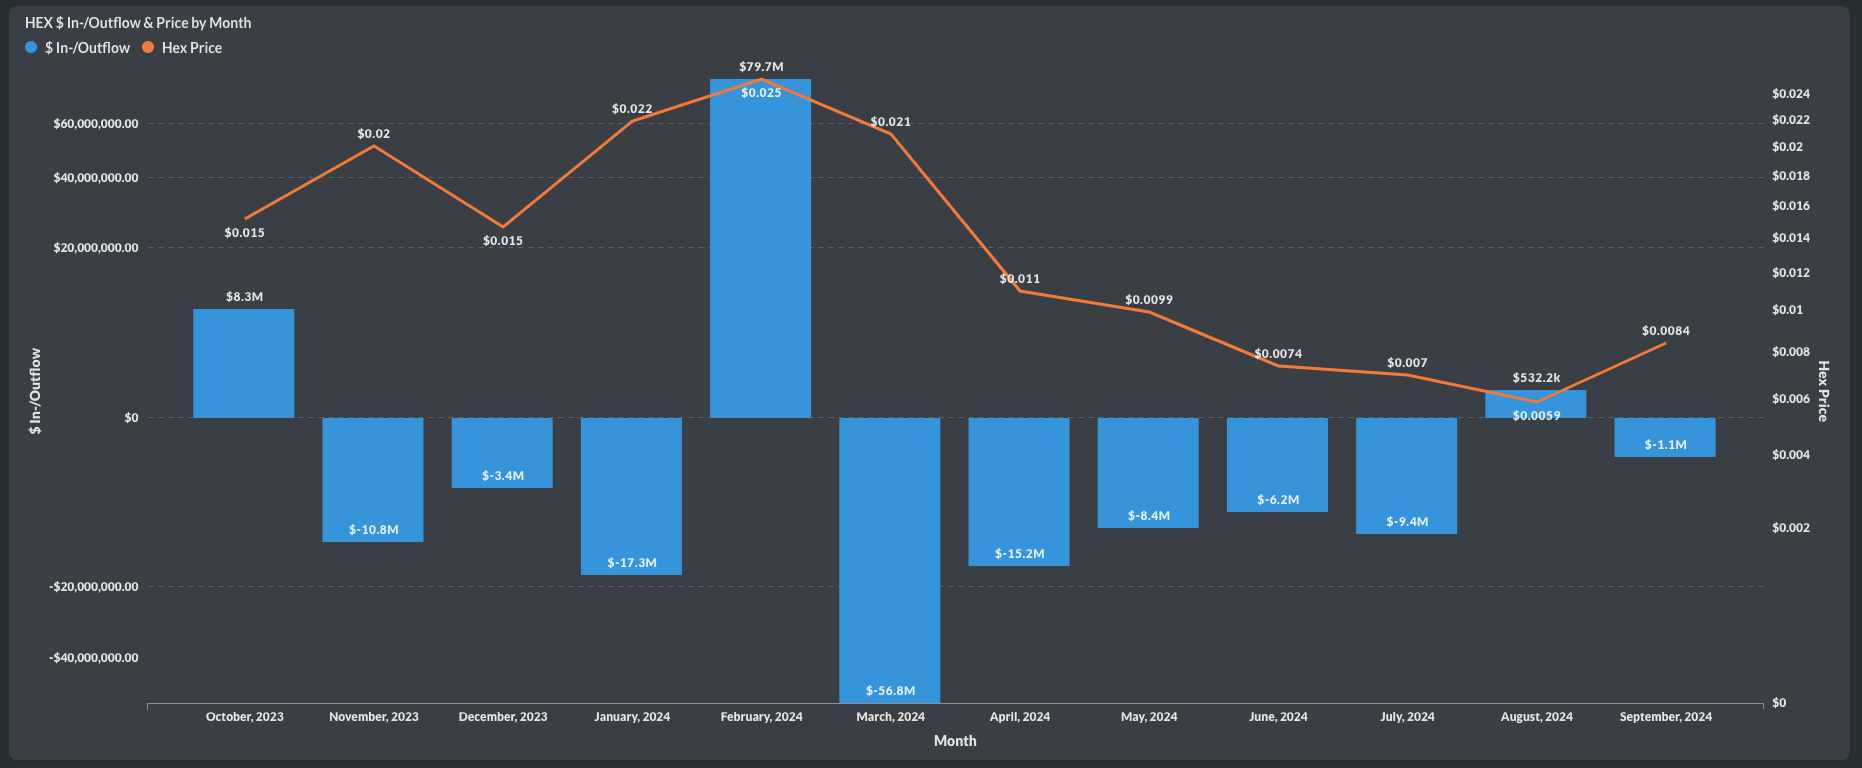 HEX $ In-/Outflow & Price by Month
$ In-/Outflow Hex Price
$79.7M
$0.025
$0.022
$0.021
$0.02
$0.015
$0.015
$0.011
$0.0099
$0.0074
$0.007
$532.2k
$0.0059
$0.0084
$8.3M
$-10.8M
$-3.4M
$-17.3M
$-56.8M
$-15.2M
$-8.4M
$-6.2M
$-9.4M
$-1.1M
$60,000,000.00
$40,000,000.00
$20,000,000.00
$0
-$20,000,000.00
-$40,000,000.00
$ In-/Outflow
$0.024
$0.022
$0.02
$0.018
$0.016
$0.014
$0.012
$0.01
$0.008
$0.006
$0.004
$0.002
$0
Hex Price
October, 2023 November, 2023 December, 2023 January, 2024 February, 2024 March, 2024 April, 2024 May, 2024 June, 2024 July, 2024 August, 2024 September, 2024
Month